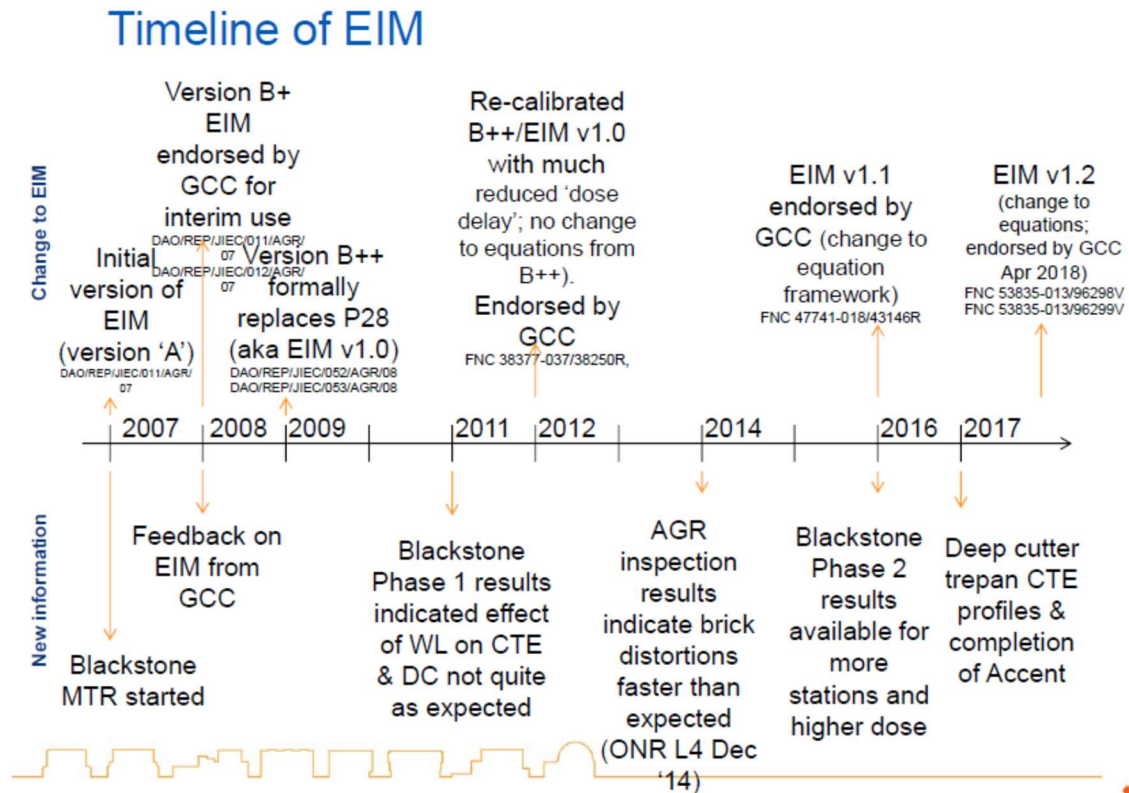 Timeline of EIM
Change to EIM
Version B+
EIM
endorsed by
GCC for
interim use
DAO/REP/JIEC/011/AGR/
07
DAO/REP/JIEC/012/AGR/
07
Initial
version of
EIM
(version ‘A’)
DAO/REP/JIEC/011/AGR/
07
Version B++
formally
replaces P28
(aka EIM v1.0)
DAO/REP/JIEC/052/AGR/08
DAO/REP/JIEC/053/AGR/08
Re-calibrated
B++/EIM v1.0
with much
reduced ‘dose
delay’; no change
to equations from
B++).
Endorsed by
GCC
FNC 38377-037/38250R,
EIM v1.1
endorsed by
GCC (change to
equation
framework)
FNC 47741-018/43146R
EIM v1.2
(change to
equations;
endorsed by GCC
Apr 2018)
FNC 53835-013/96298V
FNC 53835-013/96299V
2007 2008 2009 2011 2012 2014 2016 2017
New information
Blackstone
MTR started
Feedback on
EIM from
GCC
Blackstone
Phase 1 results
indicated effect
of WL on CTE
& DC not quite
as expected
AGR
inspection
results
indicate brick
distortions
faster than
expected
(ONR L4 Dec
‘14)
Blackstone
Phase 2
results
available for
more
stations and
higher dose
Deep cutter
trepan CTE
profiles &
completion
of Accent